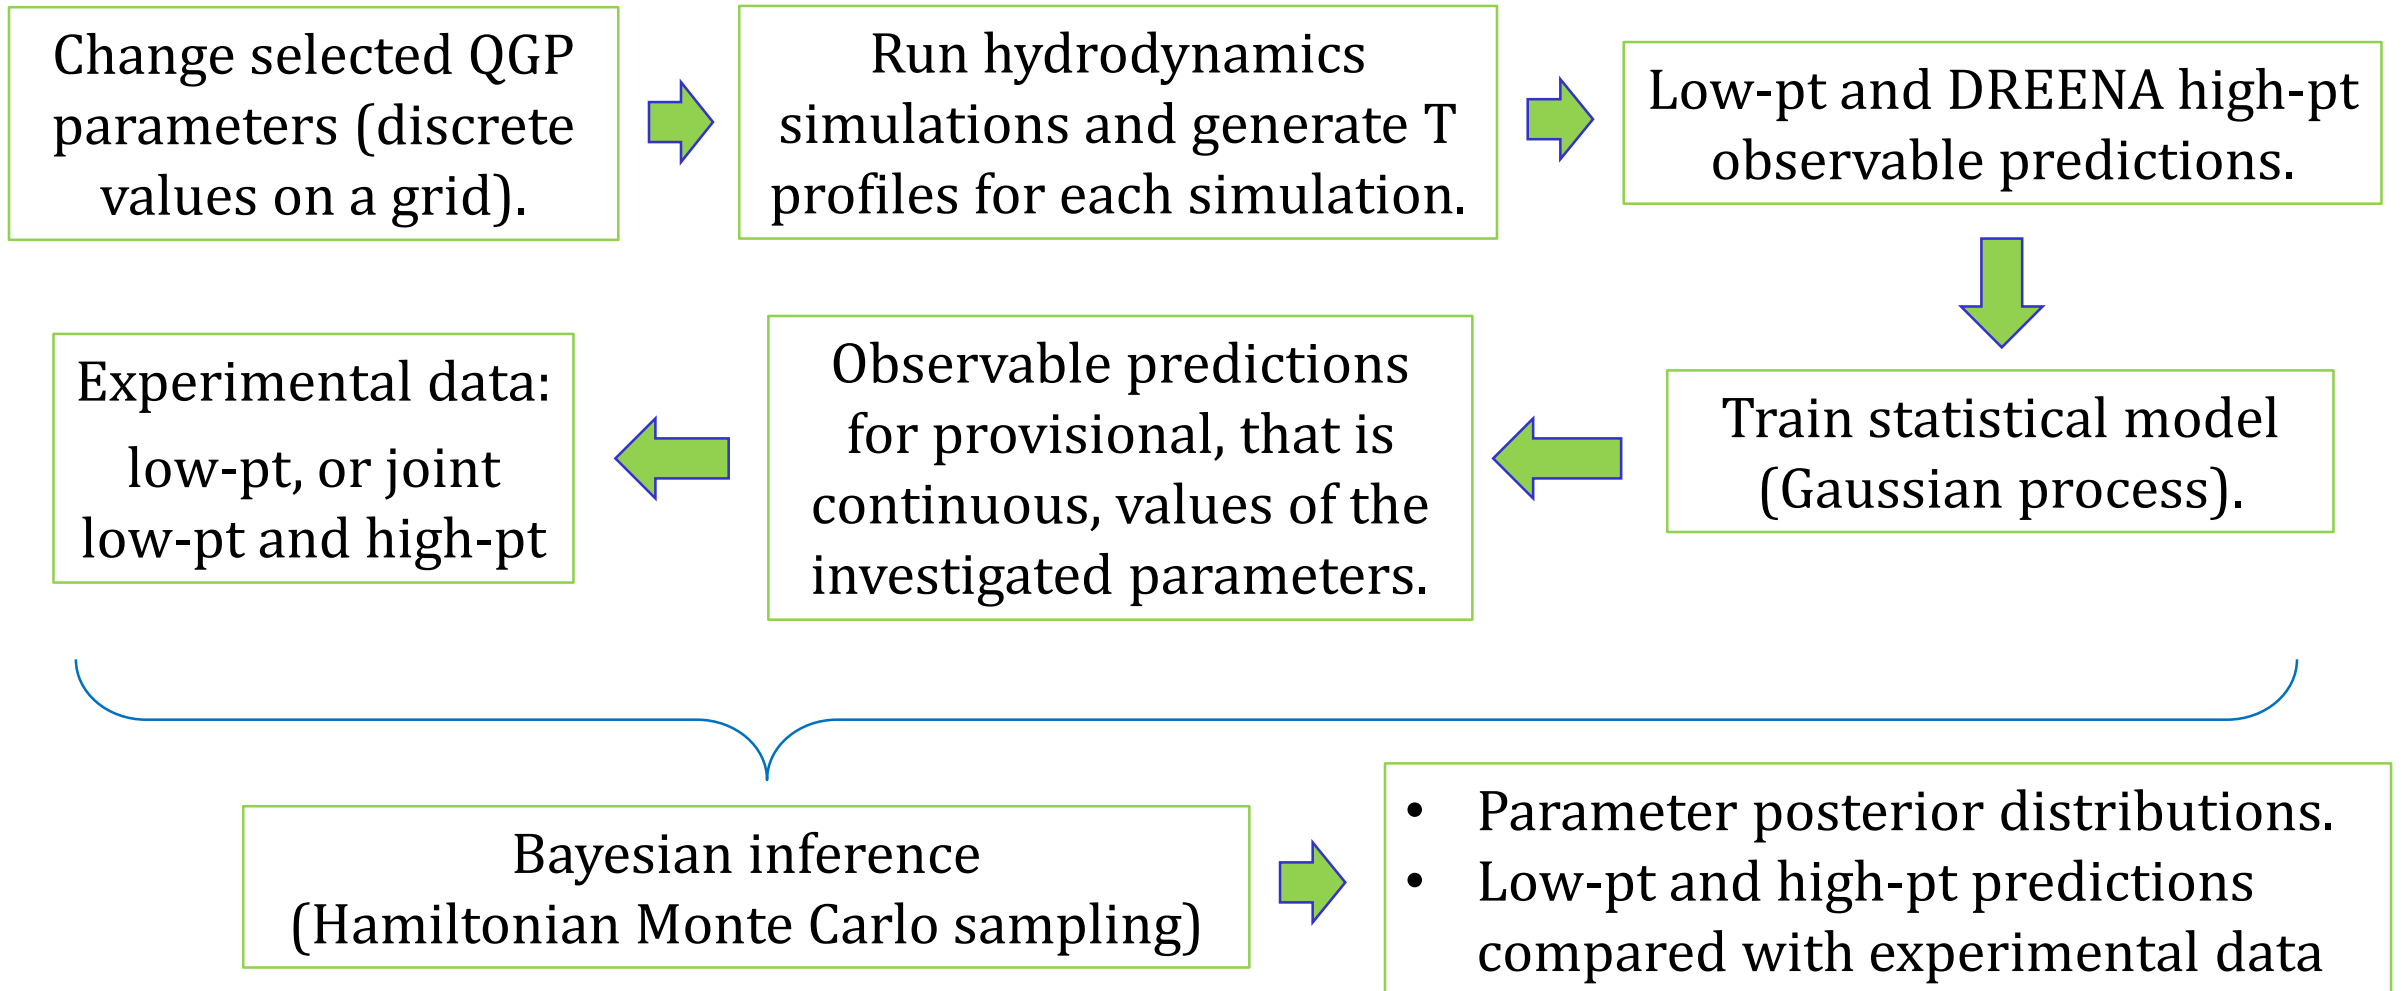 Change selected QGP
parameters (discrete
values on a grid).
Run hydrodynamics
simulations and generate T
profiles for each simulation.
Low-pt and DREENA high-pt
observable predictions.
Train statistical model
(Gaussian process).
Observable predictions
for provisional, that is
continuous, values of the
investigated parameters.
Experimental data:
low-pt, or joint
low-pt and high-pt
Bayesian inference
(Hamiltonian Monte Carlo sampling)
• Parameter posterior distributions.
• Low-pt and high-pt predictions
compared with experimental data